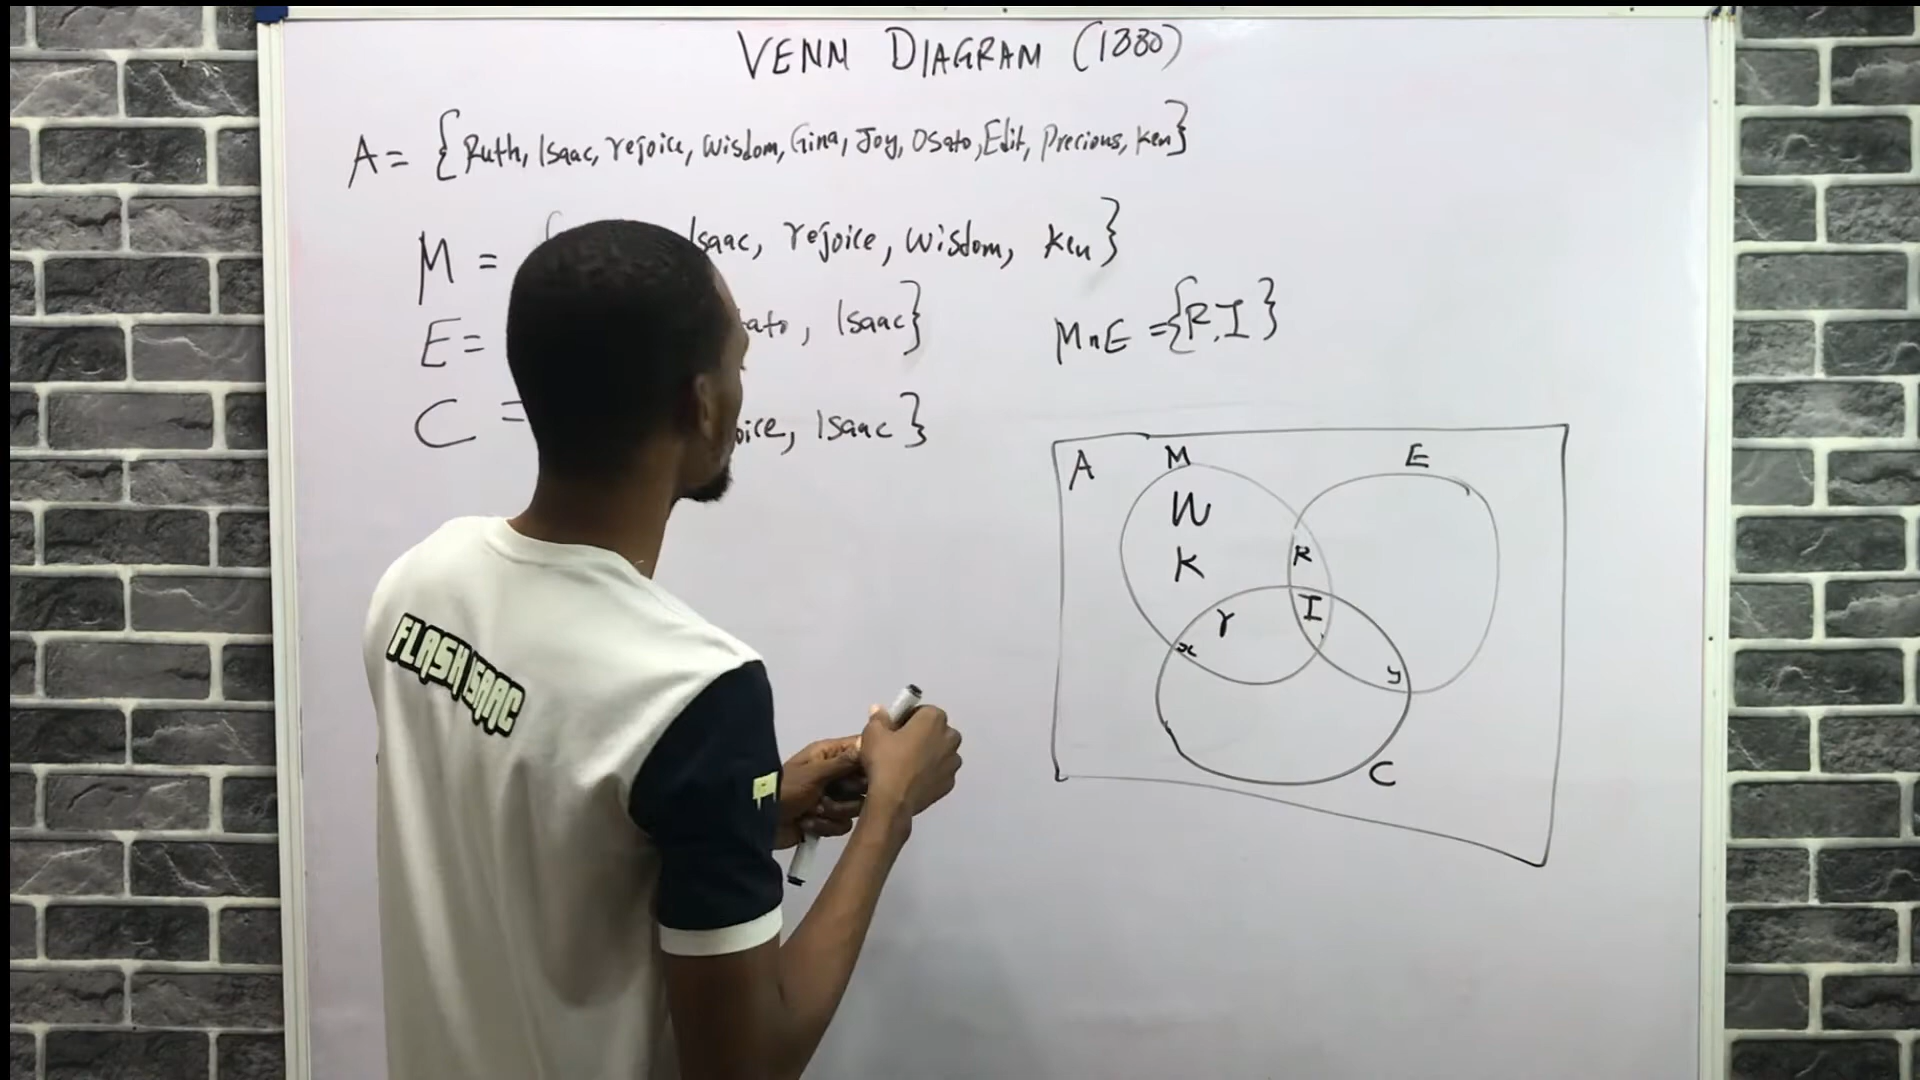 VENN DIAGRAM (1880)
A = {Ruth, Isaac, rejoice, Wisdom, Gina, Joy, Osato, Edit, Precious, Ken}
M = { Isaac, rejoice, Wisdom, Ken}
E = ato, Isaac}
M∩E = {R, I}
C = oice, Isaac}
A
M
E
W
K
R
I
r
x
y
C
FLASH ISAAC